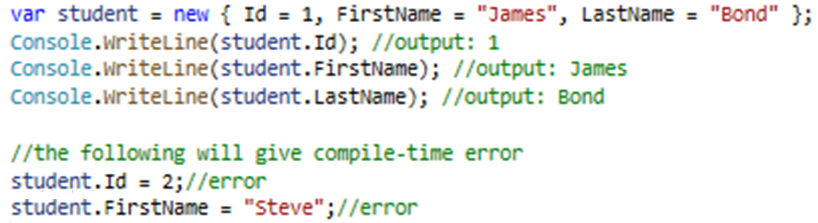 var student = new { Id = 1, FirstName = "James", LastName = "Bond" };
Console.WriteLine(student.Id); //output: 1
Console.WriteLine(student.FirstName); //output: James
Console.WriteLine(student.LastName); //output: Bond
//the following will give compile-time error
student.Id = 2;//error
student.FirstName = "Steve";//error